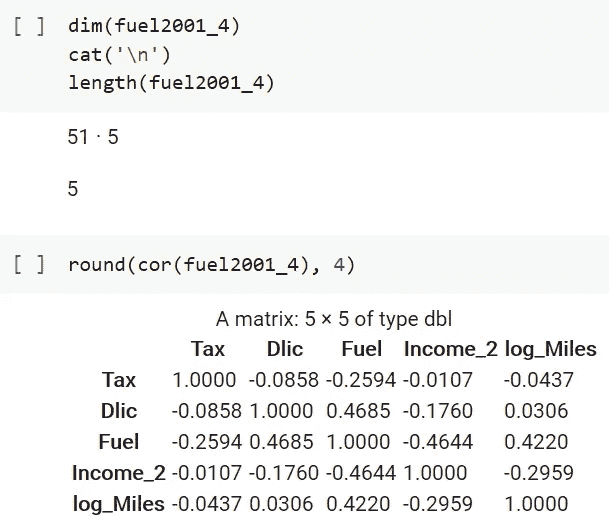 [ ] dim(fuel2001_4)
cat('\n')
length(fuel2001_4)
51 · 5
5
[ ] round(cor(fuel2001_4), 4)
A matrix: 5 × 5 of type dbl
Tax Dlic Fuel Income_2 log_Miles
Tax 1.0000 -0.0858 -0.2594 -0.0107 -0.0437
Dlic -0.0858 1.0000 0.4685 -0.1760 0.0306
Fuel -0.2594 0.4685 1.0000 -0.4644 0.4220
Income_2 -0.0107 -0.1760 -0.4644 1.0000 -0.2959
log_Miles -0.0437 0.0306 0.4220 -0.2959 1.0000